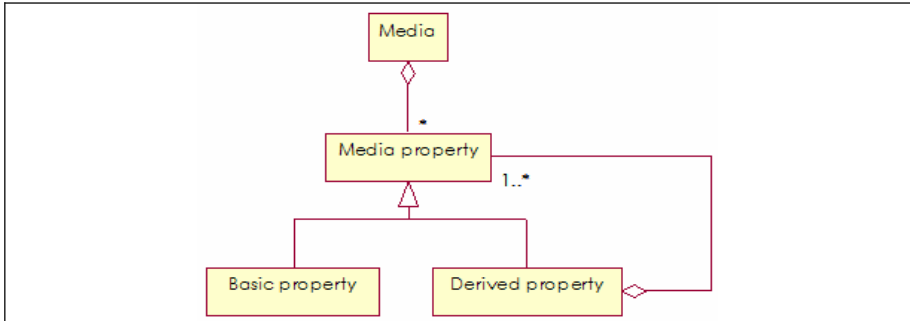 Media
*
Media property
1..*
Basic property
Derived property